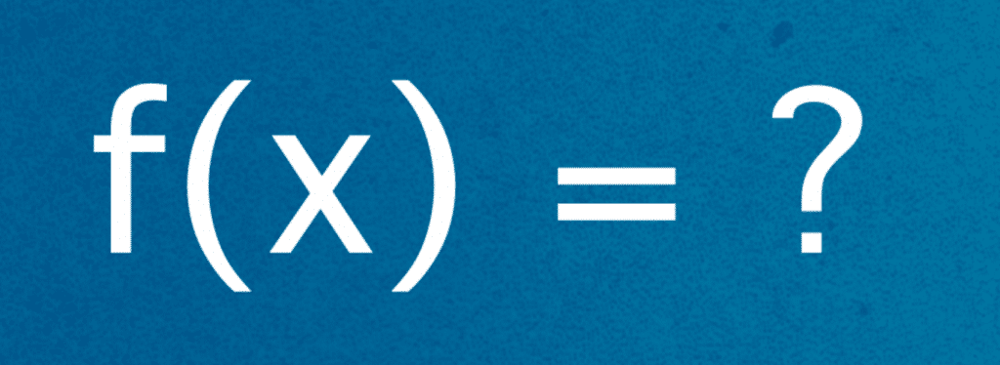 f(x) = ?